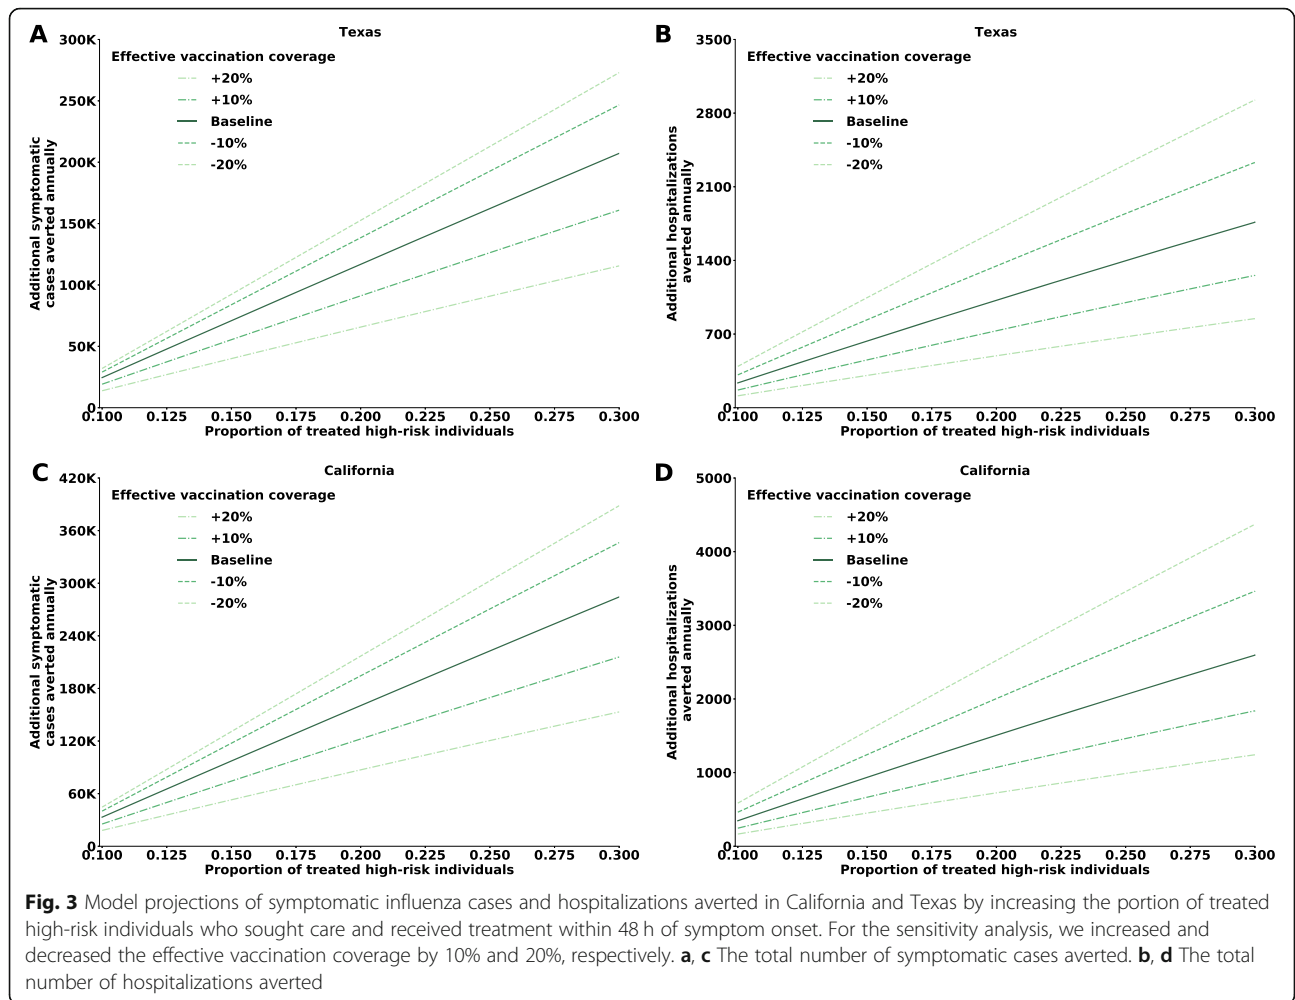 A
Texas
300K
250K
200K
150K
100K
50K
0
Additional symptomatic
cases averted annually
Effective vaccination coverage
+20%
+10%
Baseline
-10%
-20%
0.100 0.125 0.150 0.175 0.200 0.225 0.250 0.275 0.300
Proportion of treated high-risk individuals
B
Texas
3500
2800
2100
1400
700
0
Additional hospitalizations
averted annually
Effective vaccination coverage
+20%
+10%
Baseline
-10%
-20%
0.100 0.125 0.150 0.175 0.200 0.225 0.250 0.275 0.300
Proportion of treated high-risk individuals
C
California
420K
360K
300K
240K
180K
120K
60K
0
Additional symptomatic
cases averted annually
Effective vaccination coverage
+20%
+10%
Baseline
-10%
-20%
0.100 0.125 0.150 0.175 0.200 0.225 0.250 0.275 0.300
Proportion of treated high-risk individuals
D
California
5000
4000
3000
2000
1000
0
Additional hospitalizations
averted annually
Effective vaccination coverage
+20%
+10%
Baseline
-10%
-20%
0.100 0.125 0.150 0.175 0.200 0.225 0.250 0.275 0.300
Proportion of treated high-risk individuals
Fig. 3 Model projections of symptomatic influenza cases and hospitalizations averted in California and Texas by increasing the portion of treated
high-risk individuals who sought care and received treatment within 48 h of symptom onset. For the sensitivity analysis, we increased and
decreased the effective vaccination coverage by 10% and 20%, respectively. a, c The total number of symptomatic cases averted. b, d The total
number of hospitalizations averted